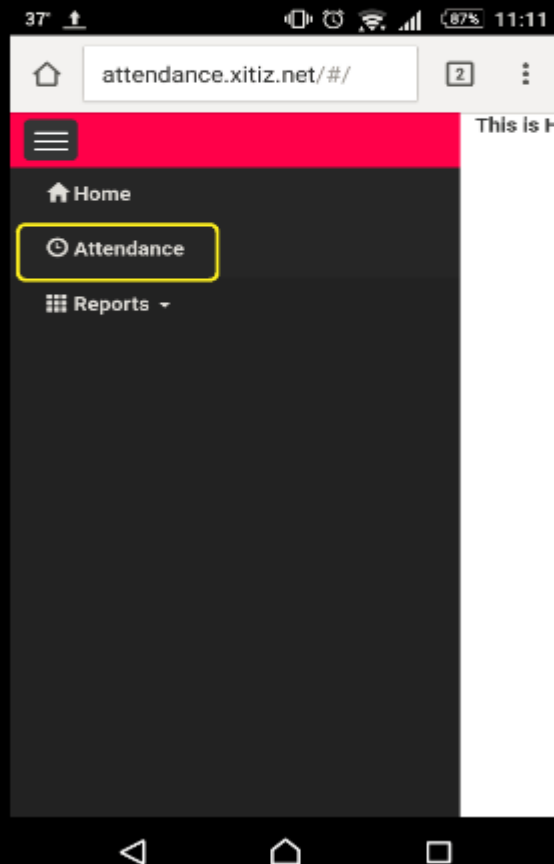 37°
87% 11:11
attendance.xitiz.net/#/
2
This is H
Home
Attendance
Reports